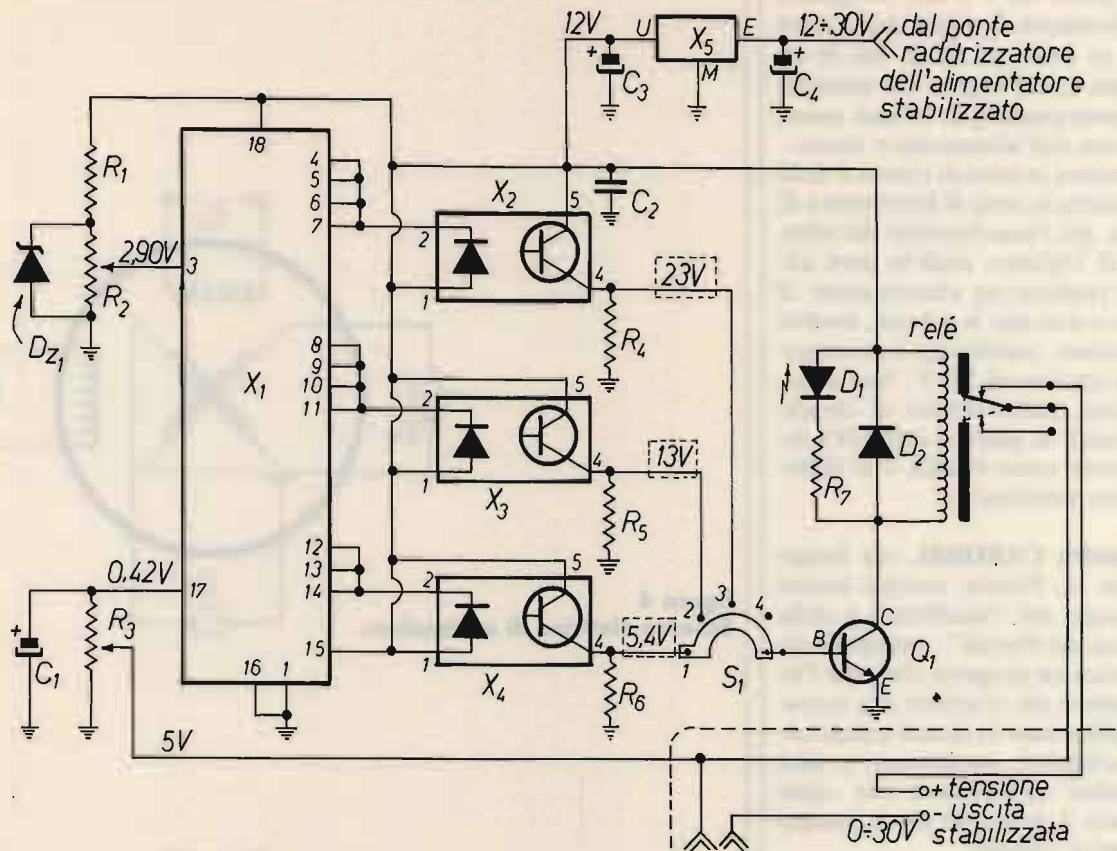 12V
U
X5
E
M
12÷30V
dal ponte
raddrizzatore
dell'alimentatore
stabilizzato
C3
C4
18
R1
R2
2,90V
3
DZ1
X1
4
5
6
7
8
9
10
11
12
13
14
15
16
1
17
0,42V
R3
C1
5V
X2
2
1
5
4
C2
23V
R4
X3
2
1
5
4
13V
R5
X4
2
1
5
4
5,4V
R6
1
2
3
4
S1
relé
D1
D2
R7
B
C
E
Q1
+ tensione
- uscita
stabilizzata
0÷30V